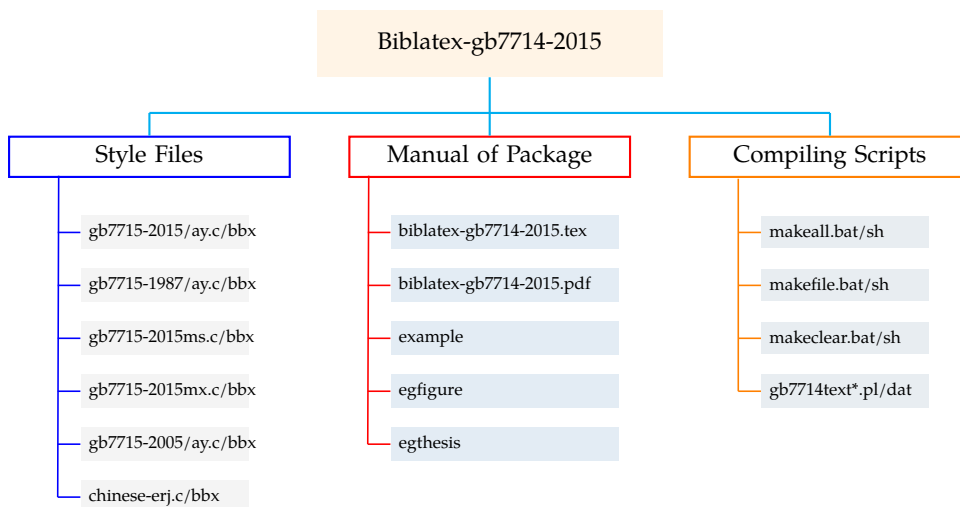 Biblatex-gb7714-2015
Style Files
gb7715-2015/ay.c/bbx
gb7715-1987/ay.c/bbx
gb7715-2015ms.c/bbx
gb7715-2015mx.c/bbx
gb7715-2005/ay.c/bbx
chinese-erj.c/bbx
Manual of Package
biblatex-gb7714-2015.tex
biblatex-gb7714-2015.pdf
example
egfigure
egthesis
Compiling Scripts
makeall.bat/sh
makefile.bat/sh
makeclear.bat/sh
gb7714text*.pl/dat